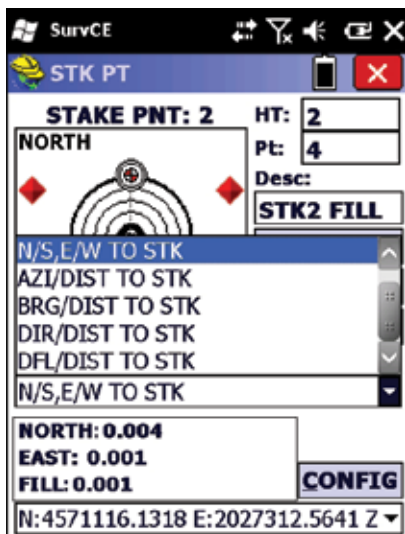 SurvCE
STK PT
STAKE PNT: 2
HT: 2
NORTH
Pt: 4
Desc:
STK2 FILL
N/S,E/W TO STK
AZI/DIST TO STK
BRG/DIST TO STK
DIR/DIST TO STK
DFL/DIST TO STK
N/S,E/W TO STK
NORTH: 0.004
EAST: 0.001
FILL: 0.001
CONFIG
N:4571116.1318 E:2027312.5641 Z